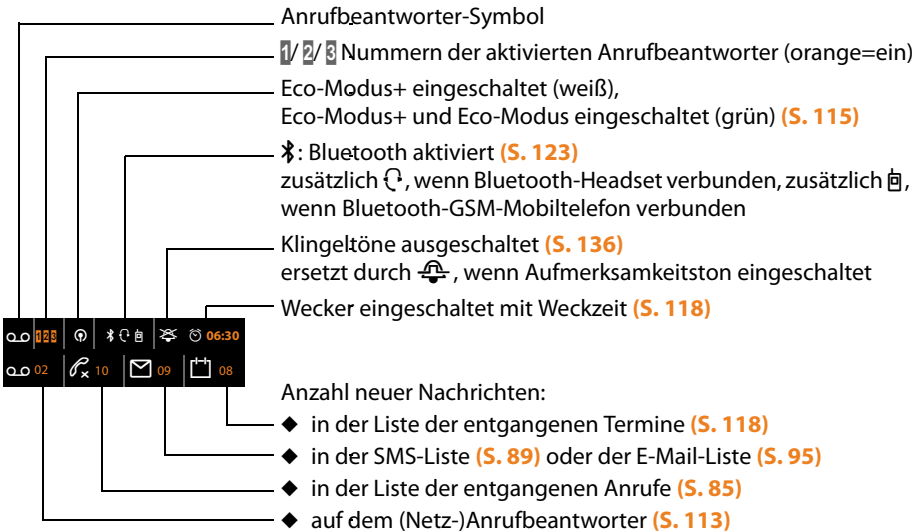 Anrufbeantworter-Symbol
1/ 2/ 3 Nummern der aktivierten Anrufbeantworter (orange=ein)
Eco-Modus+ eingeschaltet (weiß),
Eco-Modus+ und Eco-Modus eingeschaltet (grün) (S. 115)
: Bluetooth aktiviert (S. 123)
zusätzlich , wenn Bluetooth-Headset verbunden, zusätzlich ,
wenn Bluetooth-GSM-Mobiltelefon verbunden
Klingeltöne ausgeschaltet (S. 136)
ersetzt durch , wenn Aufmerksamkeitston eingeschaltet
Wecker eingeschaltet mit Weckzeit (S. 118)
1 2 3 06:30
02 10 09 08
Anzahl neuer Nachrichten:
◆ in der Liste der entgangenen Termine (S. 118)
◆ in der SMS-Liste (S. 89) oder der E-Mail-Liste (S. 95)
◆ in der Liste der entgangenen Anrufe (S. 85)
◆ auf dem (Netz-)Anrufbeantworter (S. 113)